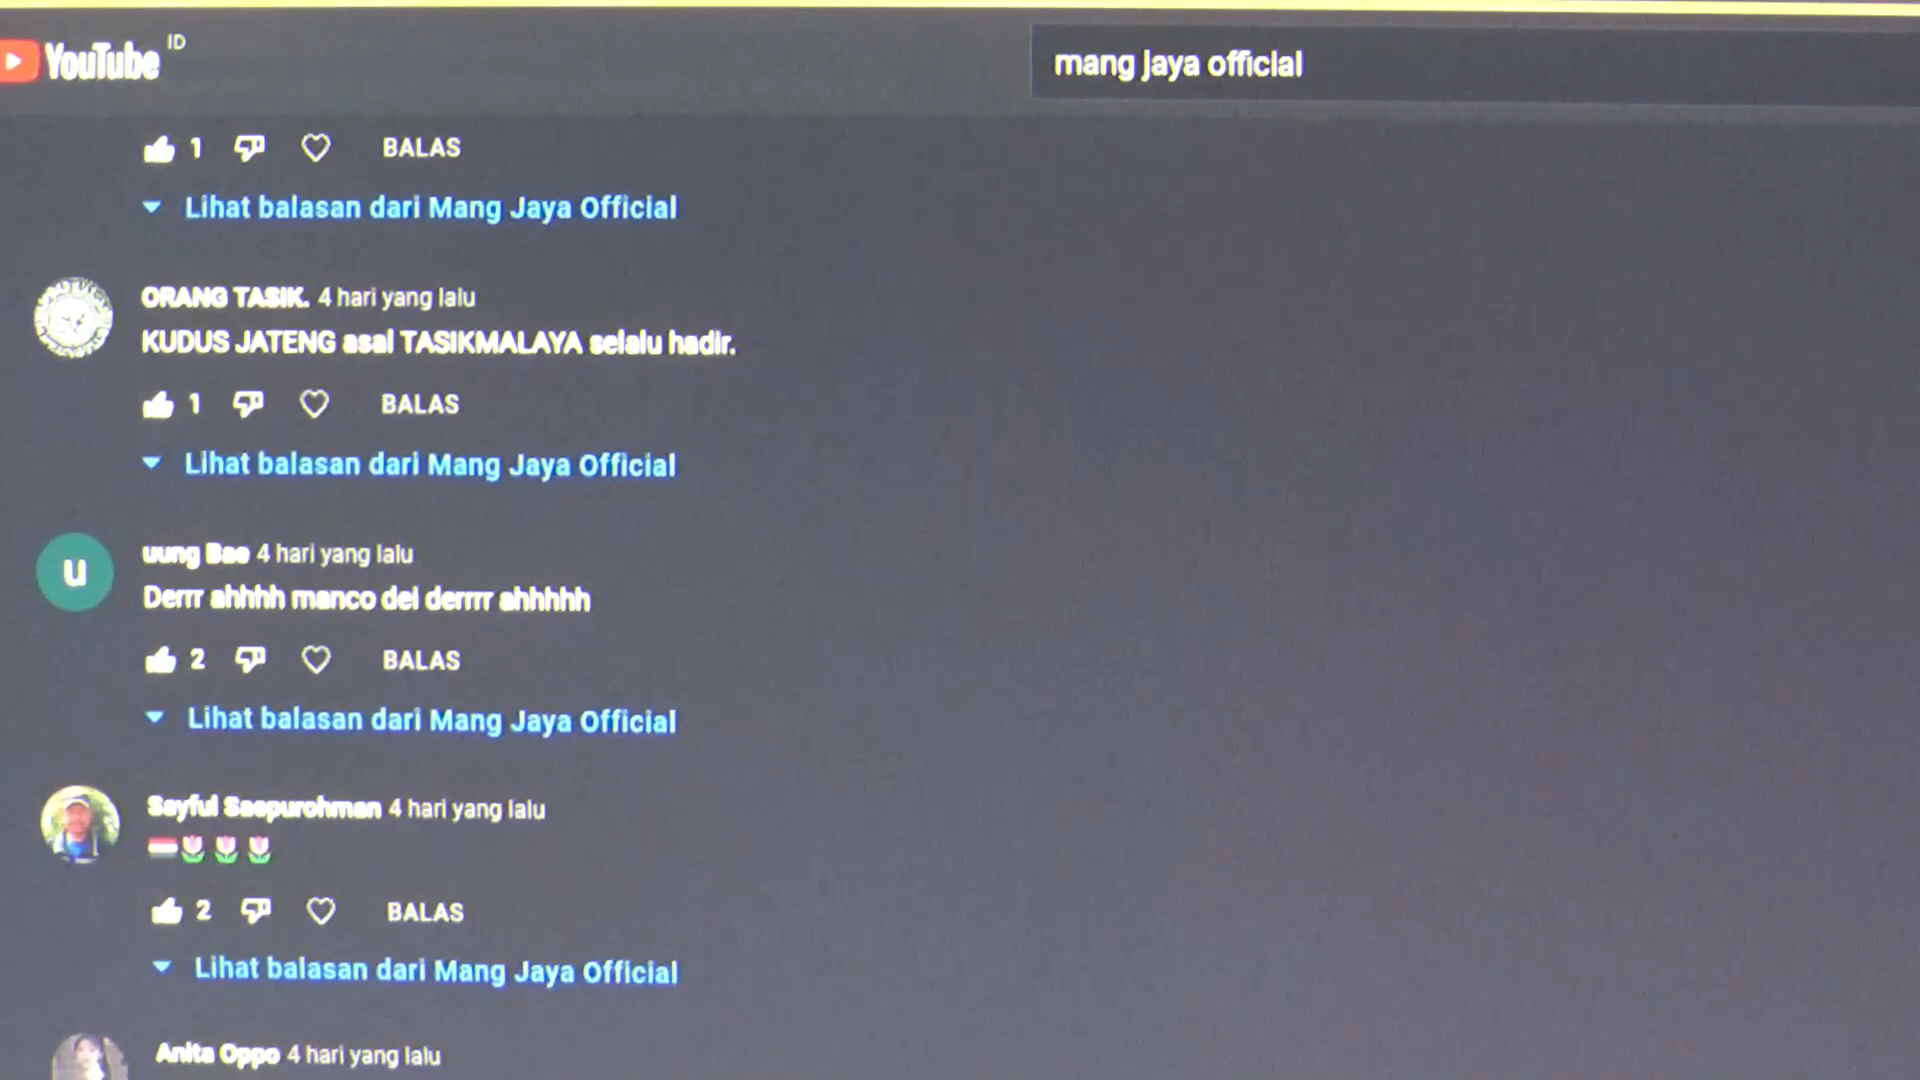 YouTube ID
mang jaya official
1 BALAS
Lihat balasan dari Mang Jaya Official
ORANG TASIK. 4 hari yang lalu
KUDUS JATENG asal TASIKMALAYA selalu hadir.
1 BALAS
Lihat balasan dari Mang Jaya Official
u
uung Bae 4 hari yang lalu
Derrr ahhhh manco dei derrrr ahhhhh
2 BALAS
Lihat balasan dari Mang Jaya Official
Sayful Saepurohman 4 hari yang lalu
2 BALAS
Lihat balasan dari Mang Jaya Official
Anita Oppo 4 hari yang lalu